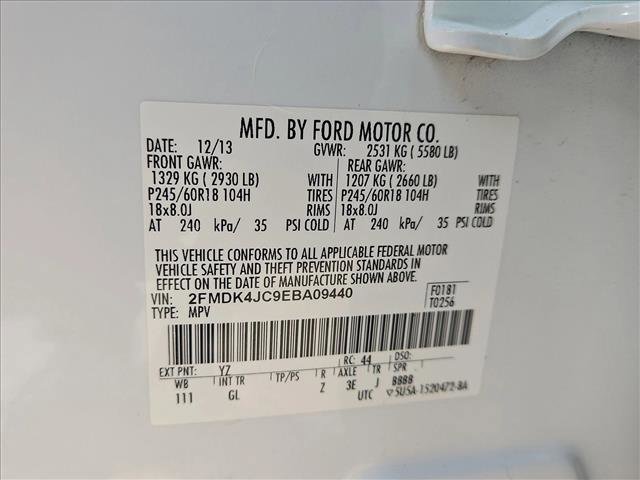 MFD. BY FORD MOTOR CO.
DATE: 12/13 GVWR: 2531 KG ( 5580 LB)
FRONT GAWR: REAR GAWR:
1329 KG ( 2930 LB) WITH 1207 KG ( 2660 LB) WITH
P245/60R18 104H TIRES P245/60R18 104H TIRES
18x8.0J RIMS 18x8.0J RIMS
AT 240 kPa/ 35 PSI COLD AT 240 kPa/ 35 PSI COLD
THIS VEHICLE CONFORMS TO ALL APPLICABLE FEDERAL MOTOR
VEHICLE SAFETY AND THEFT PREVENTION STANDARDS IN
EFFECT ON THE DATE OF MANUFACTURE SHOWN ABOVE.
VIN: 2FMDK4JC9EBA09440 F0181
TYPE: MPV T0256
EXT PNT: YZ RC: 44 DSO:
WB INT TR TP/PS R AXLE TR SPR
111 GL Z 3E J BBBB
UTC ▽5U5A-1520472-BA